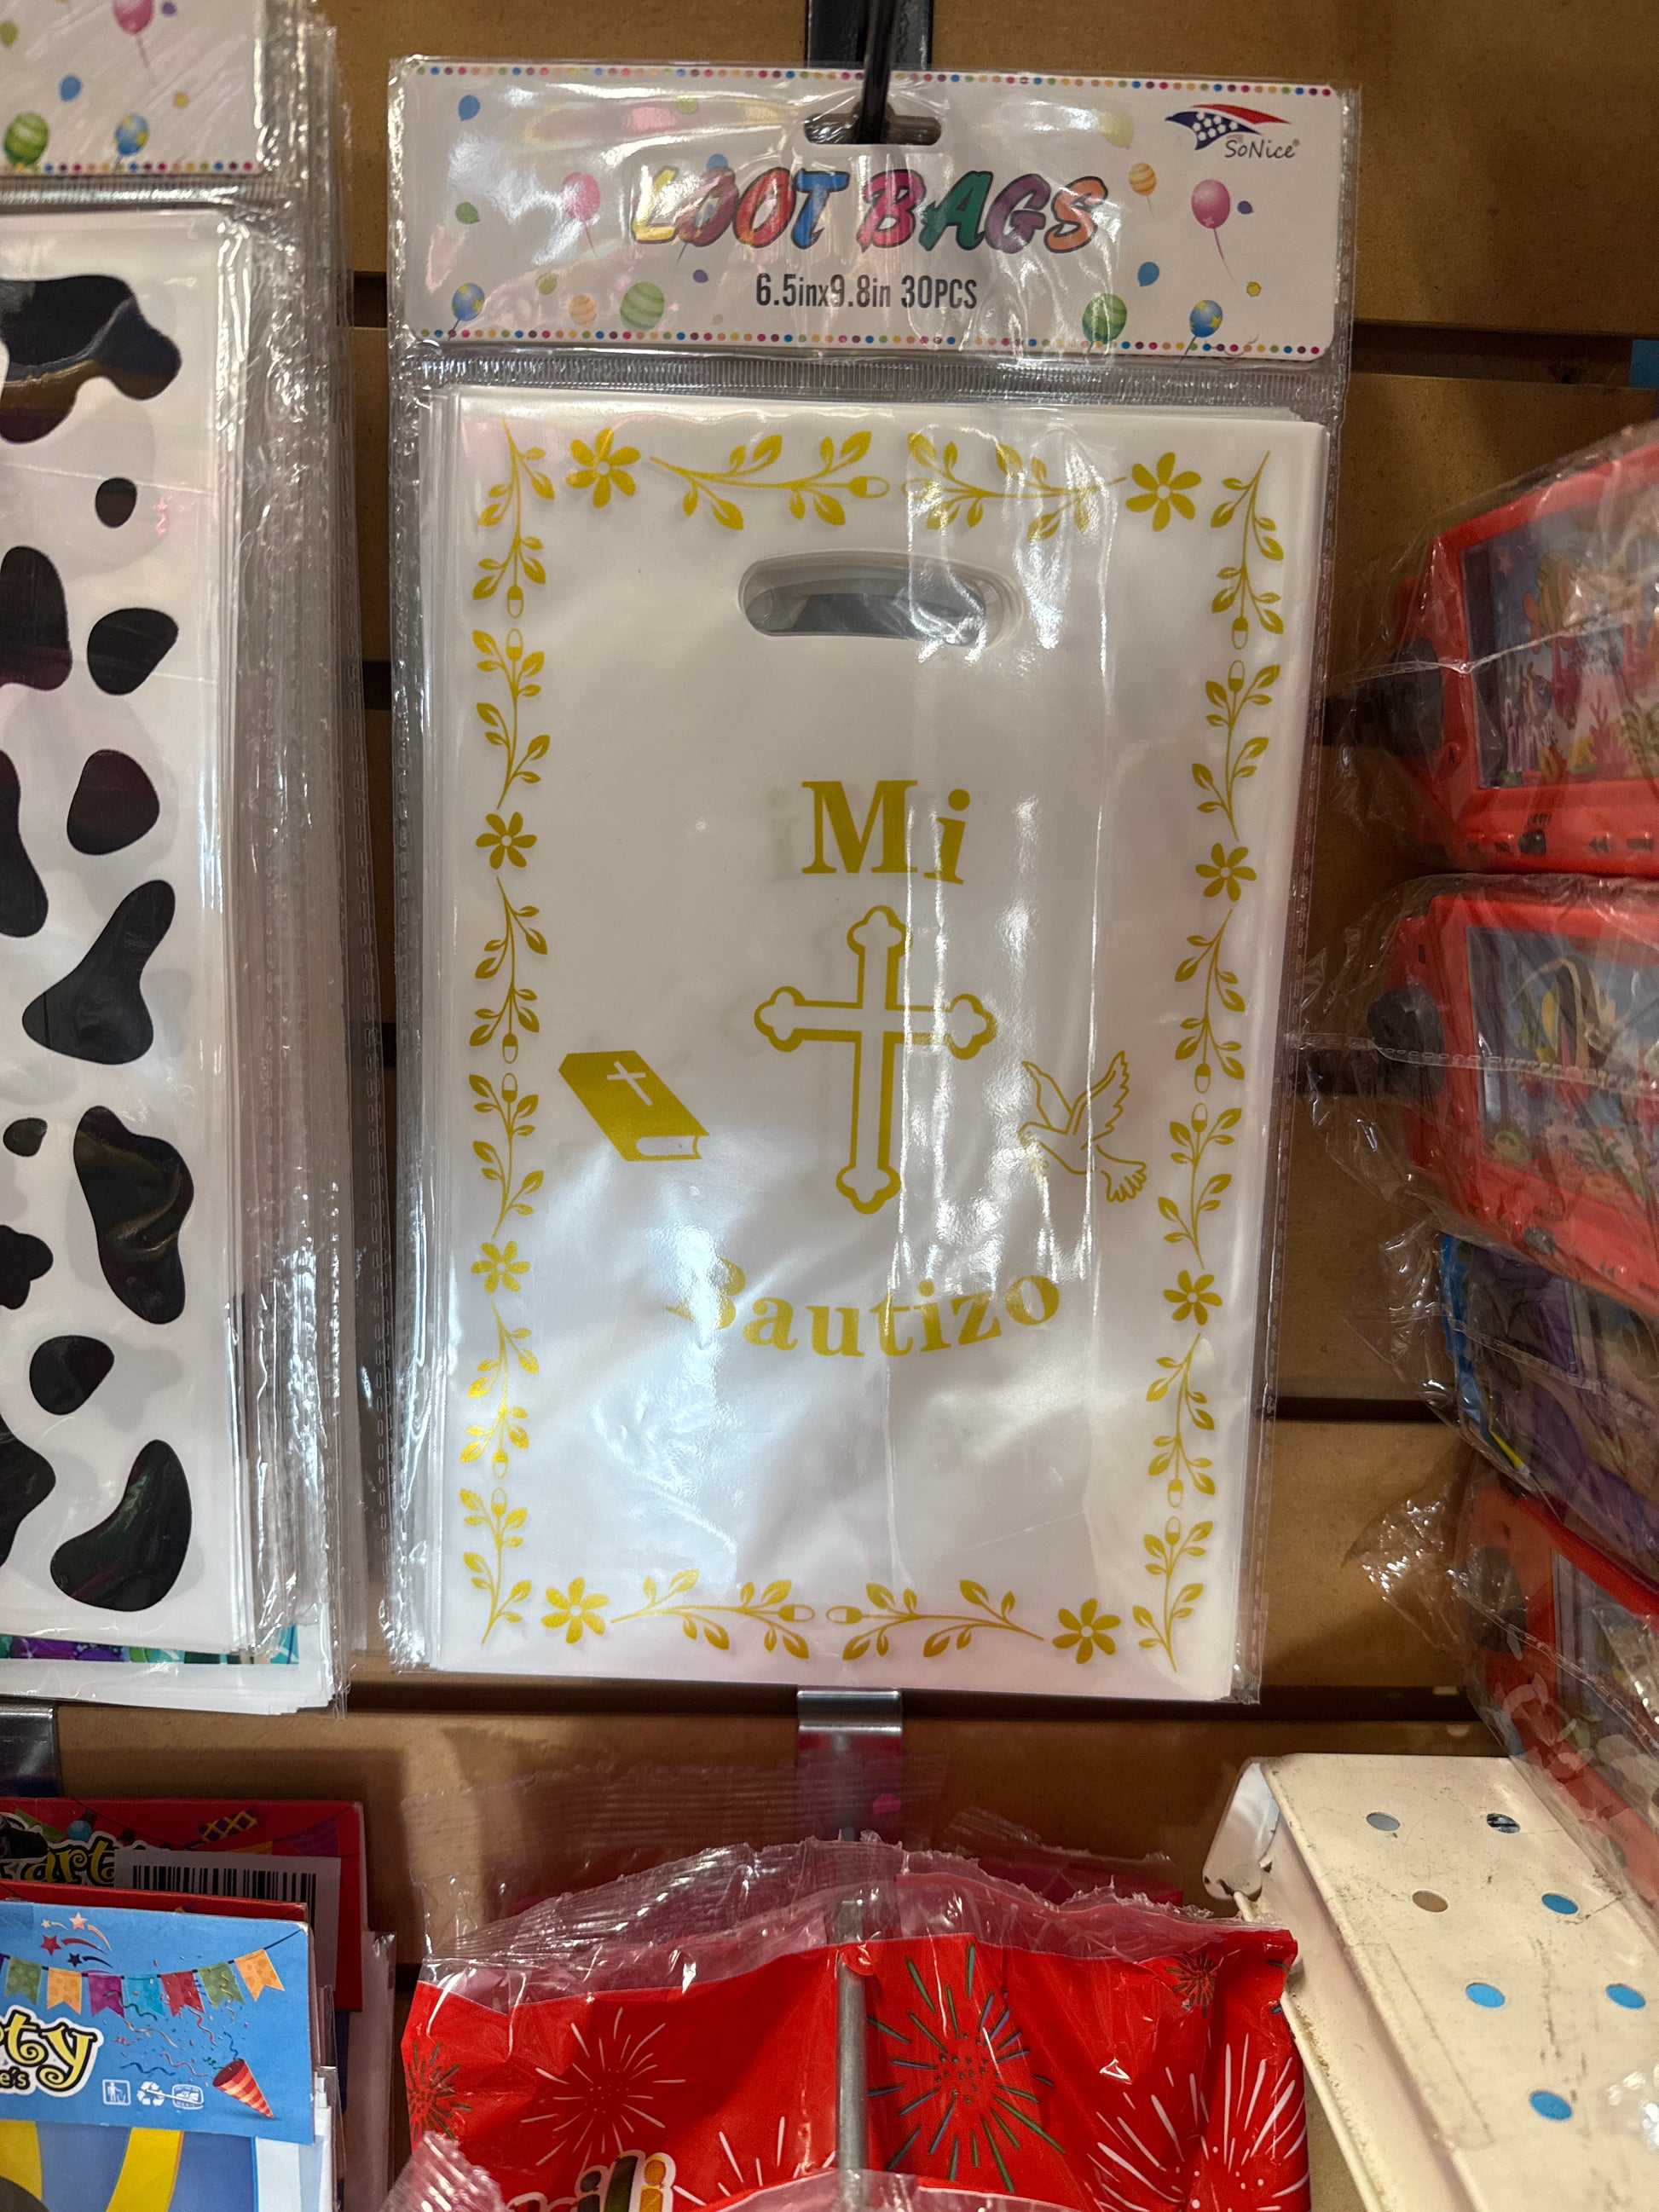 SoNice
LOOT BAGS
6.5inx9.8in 30PCS
Mi
Bautizo